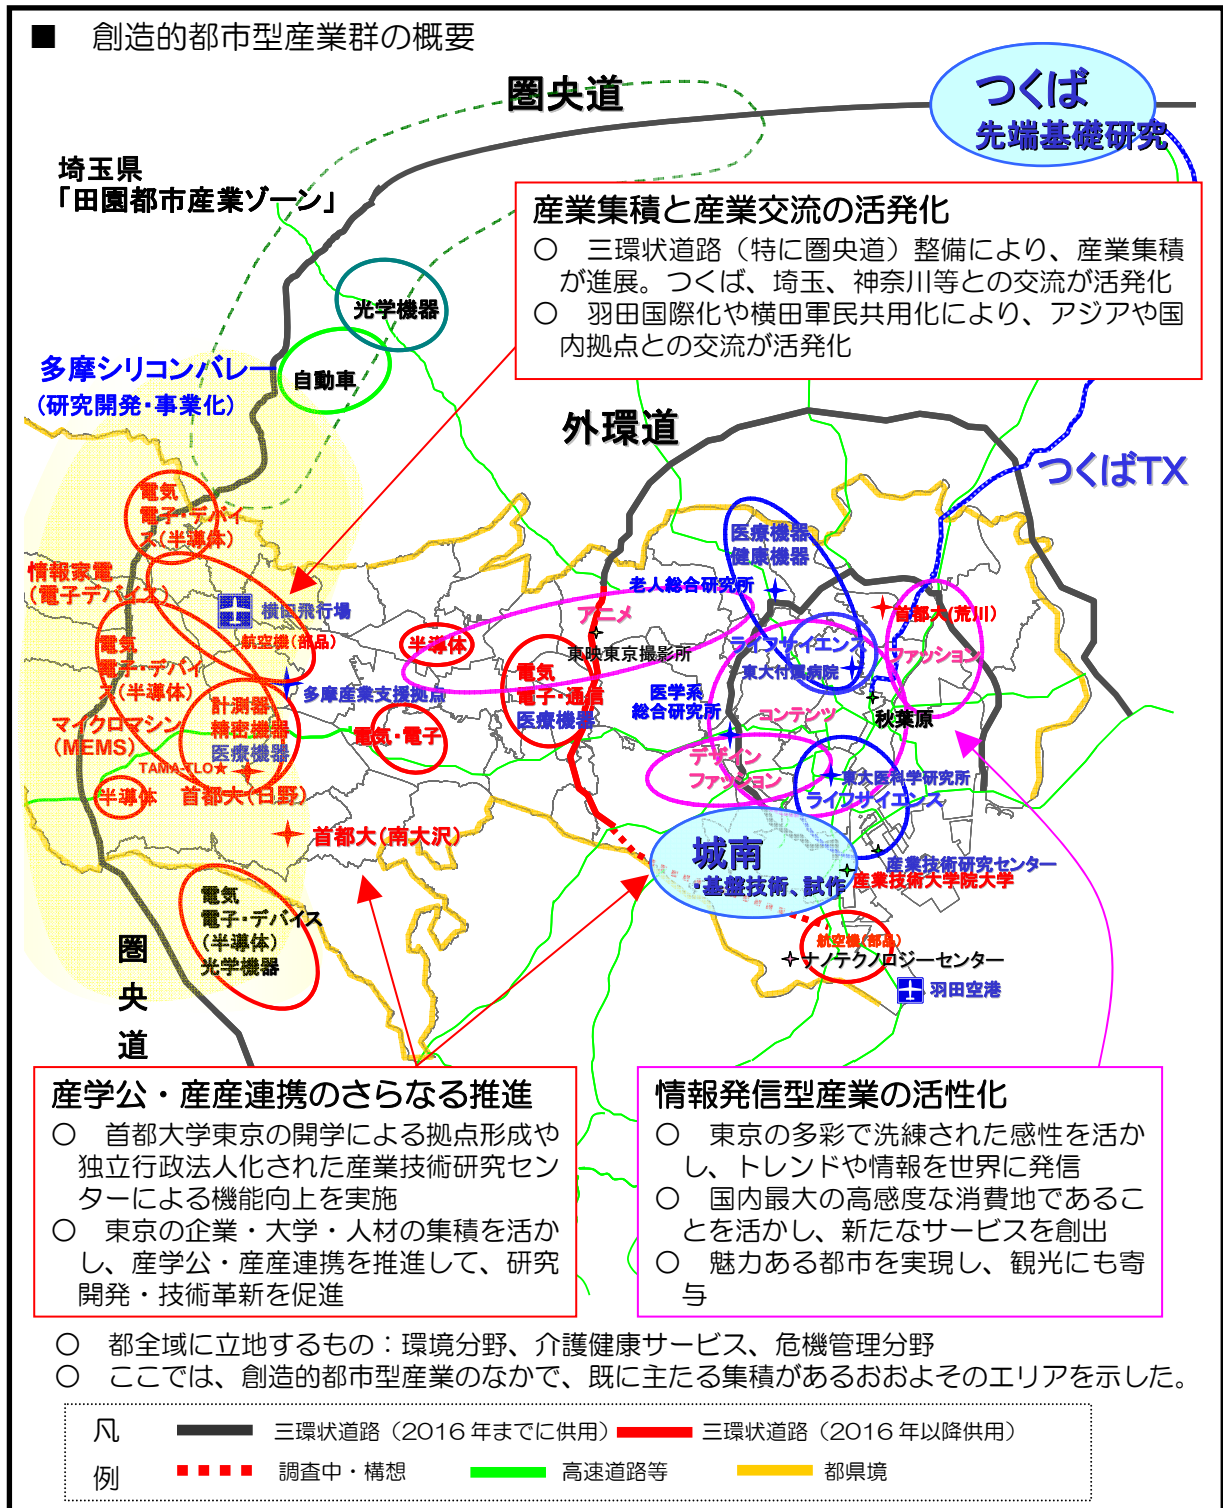 ■　創造的都市型産業群の概要
圏央道
つくば
先端基礎研究
埼玉県
「田園都市産業ゾーン」
産業集積と産業交流の活発化
○　三環状道路（特に圏央道）整備により、産業集積
が進展。つくば、埼玉、神奈川等との交流が活発化
○　羽田国際化や横田軍民共用化により、アジアや国
内拠点との交流が活発化
光学機器
自動車
多摩シリコンバレー
(研究開発・事業化)
外環道
つくばTX
電気
電子・デバイ
ス(半導体)
情報家電
(電子デバイス)
横田飛行場
航空機(部品)
電気
電子・デバイ
ス(半導体)
計測器
精密機器
医療機器
マイクロマシン
(MEMS)
TAMA-TLO★
半導体
首都大(日野)
首都大(南大沢)
多摩産業支援拠点
半導体
電気・電子
アニメ
東映東京撮影所
電気
電子・通信
医療機器
医療機器
健康機器
老人総合研究所
首都大(荒川)
ライフサイエンス
ファッション
東大付属病院
医学系
総合研究所
コンテンツ
秋葉原
デザイン
ファッション
東大医科学研究所
ライフサイエンス
城南
・基盤技術、試作
産業技術研究センター
産業技術大学院大学
航空機(部品)
ナノテクノロジーセンター
羽田空港
電気
電子・デバイス
(半導体)
光学機器
圏
央
道
産学公・産産連携のさらなる推進
○　首都大学東京の開学による拠点形成や
独立行政法人化された産業技術研究セン
ターによる機能向上を実施
○　東京の企業・大学・人材の集積を活か
し、産学公・産産連携を推進して、研究
開発・技術革新を促進
情報発信型産業の活性化
○　東京の多彩で洗練された感性を活か
し、トレンドや情報を世界に発信
○　国内最大の高感度な消費地であるこ
とを活かし、新たなサービスを創出
○　魅力ある都市を実現し、観光にも寄
与
○　都全域に立地するもの：環境分野、介護健康サービス、危機管理分野
○　ここでは、創造的都市型産業のなかで、既に主たる集積があるおおよそのエリアを示した。
凡
例
三環状道路（2016年までに供用）
三環状道路（2016年以降供用）
調査中・構想
高速道路等
都県境